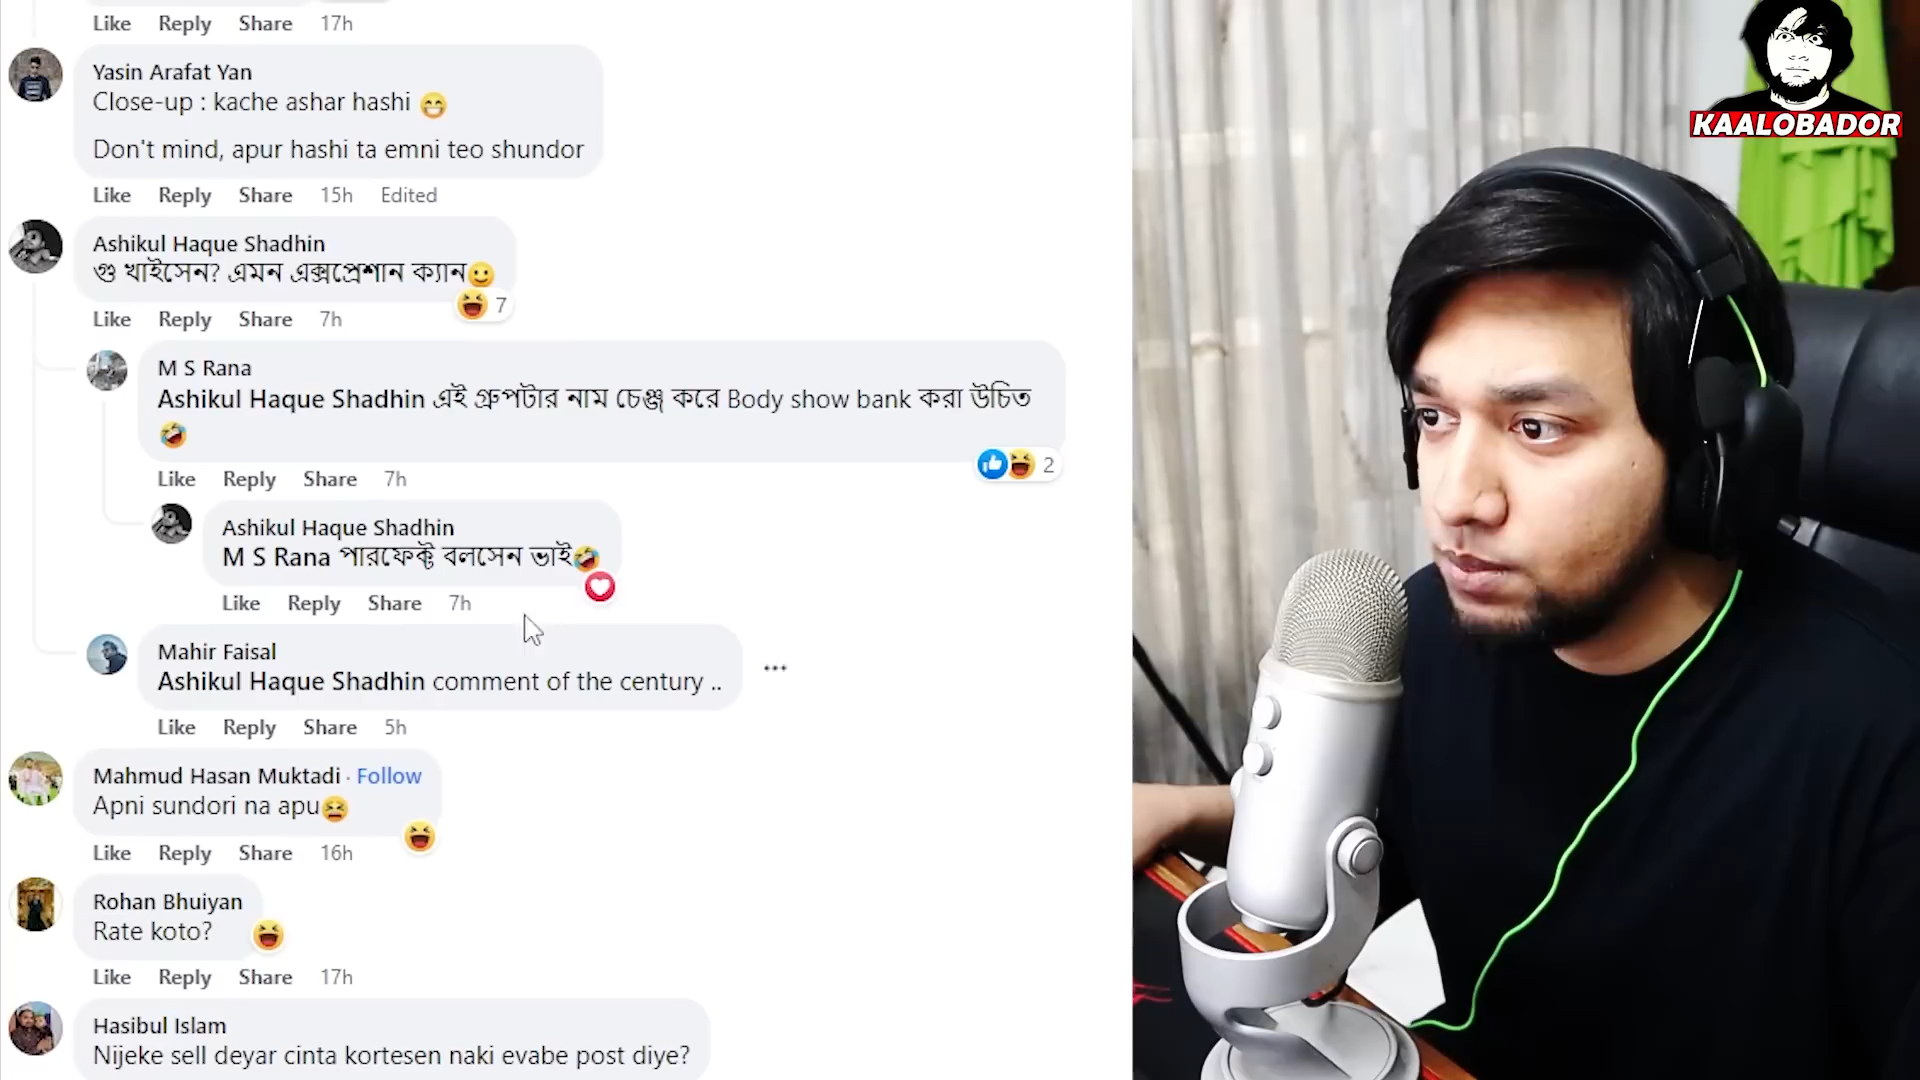 Like Reply Share 17h
Yasin Arafat Yan
Close-up : kache ashar hashi 😁
Don't mind, apur hashi ta emni teo shundor
Like Reply Share 15h Edited
Ashikul Haque Shadhin
গু খাইসেন? এমন এক্সপ্রেশান ক্যান🙂
7
Like Reply Share 7h
M S Rana
Ashikul Haque Shadhin এই গ্রুপটার নাম চেঞ্জ করে Body show bank করা উচিত
🤣
2
Like Reply Share 7h
Ashikul Haque Shadhin
M S Rana পারফেক্ট বলসেন ভাই🤣
Like Reply Share 7h
Mahir Faisal
Ashikul Haque Shadhin comment of the century ..
Like Reply Share 5h
Mahmud Hasan Muktadi · Follow
Apni sundori na apu😫
Like Reply Share 16h
Rohan Bhuiyan
Rate koto?
Like Reply Share 17h
Hasibul Islam
Nijeke sell deyar cinta kortesen naki evabe post diye?
KAALOBADOR